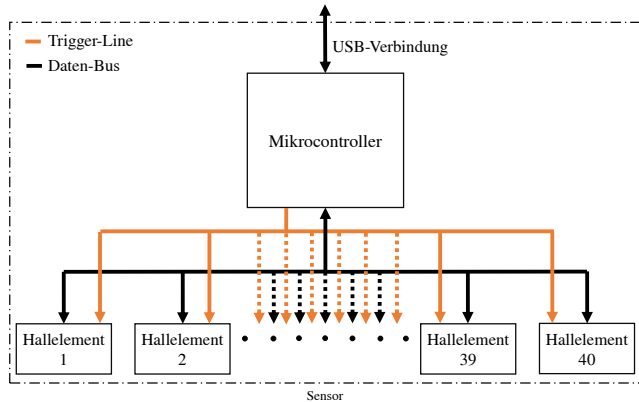 USB-Verbindung
Trigger-Line
Daten-Bus
Mikrocontroller
Hallelement
1
Hallelement
2
Hallelement
39
Hallelement
40
Sensor